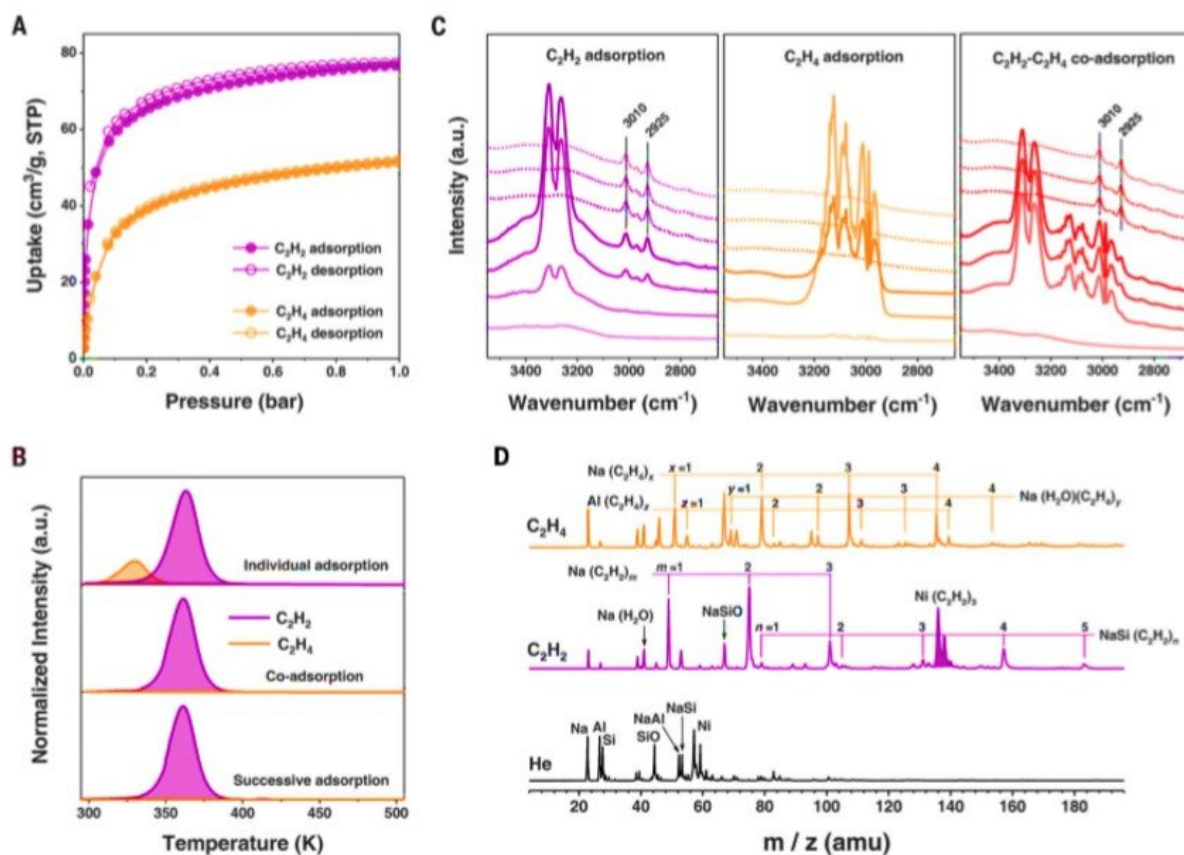 A
Uptake (cm³/g, STP)
80
60
40
20
0
C₂H₂ adsorption
C₂H₂ desorption
C₂H₄ adsorption
C₂H₄ desorption
0.0 0.2 0.4 0.6 0.8 1.0
Pressure (bar)
B
Normalized Intensity (a.u.)
Individual adsorption
C₂H₂
C₂H₄
Co-adsorption
Successive adsorption
300 350 400 450 500
Temperature (K)
C
Intensity (a.u.)
C₂H₂ adsorption
3010
2925
3400 3200 3000 2800
Wavenumber (cm⁻¹)
C₂H₄ adsorption
3400 3200 3000 2800
Wavenumber (cm⁻¹)
C₂H₂-C₂H₄ co-adsorption
3010
2925
3400 3200 3000 2800
Wavenumber (cm⁻¹)
D
Na (C₂H₄)ₓ x =1 2 3 4
Al (C₂H₄)z z =1 y =1 2 3 4 Na (H₂O)(C₂H₄)y
2 3 4
C₂H₄
Na (C₂H₂)m m =1 2 3
Na (H₂O) NaSiO Ni (C₂H₂)₃
n =1 2 3 4 5 NaSi (C₂H₂)n
C₂H₂
Na Al Si SiO NaAl NaSi Ni
He
20 40 60 80 100 120 140 160 180
m / z (amu)